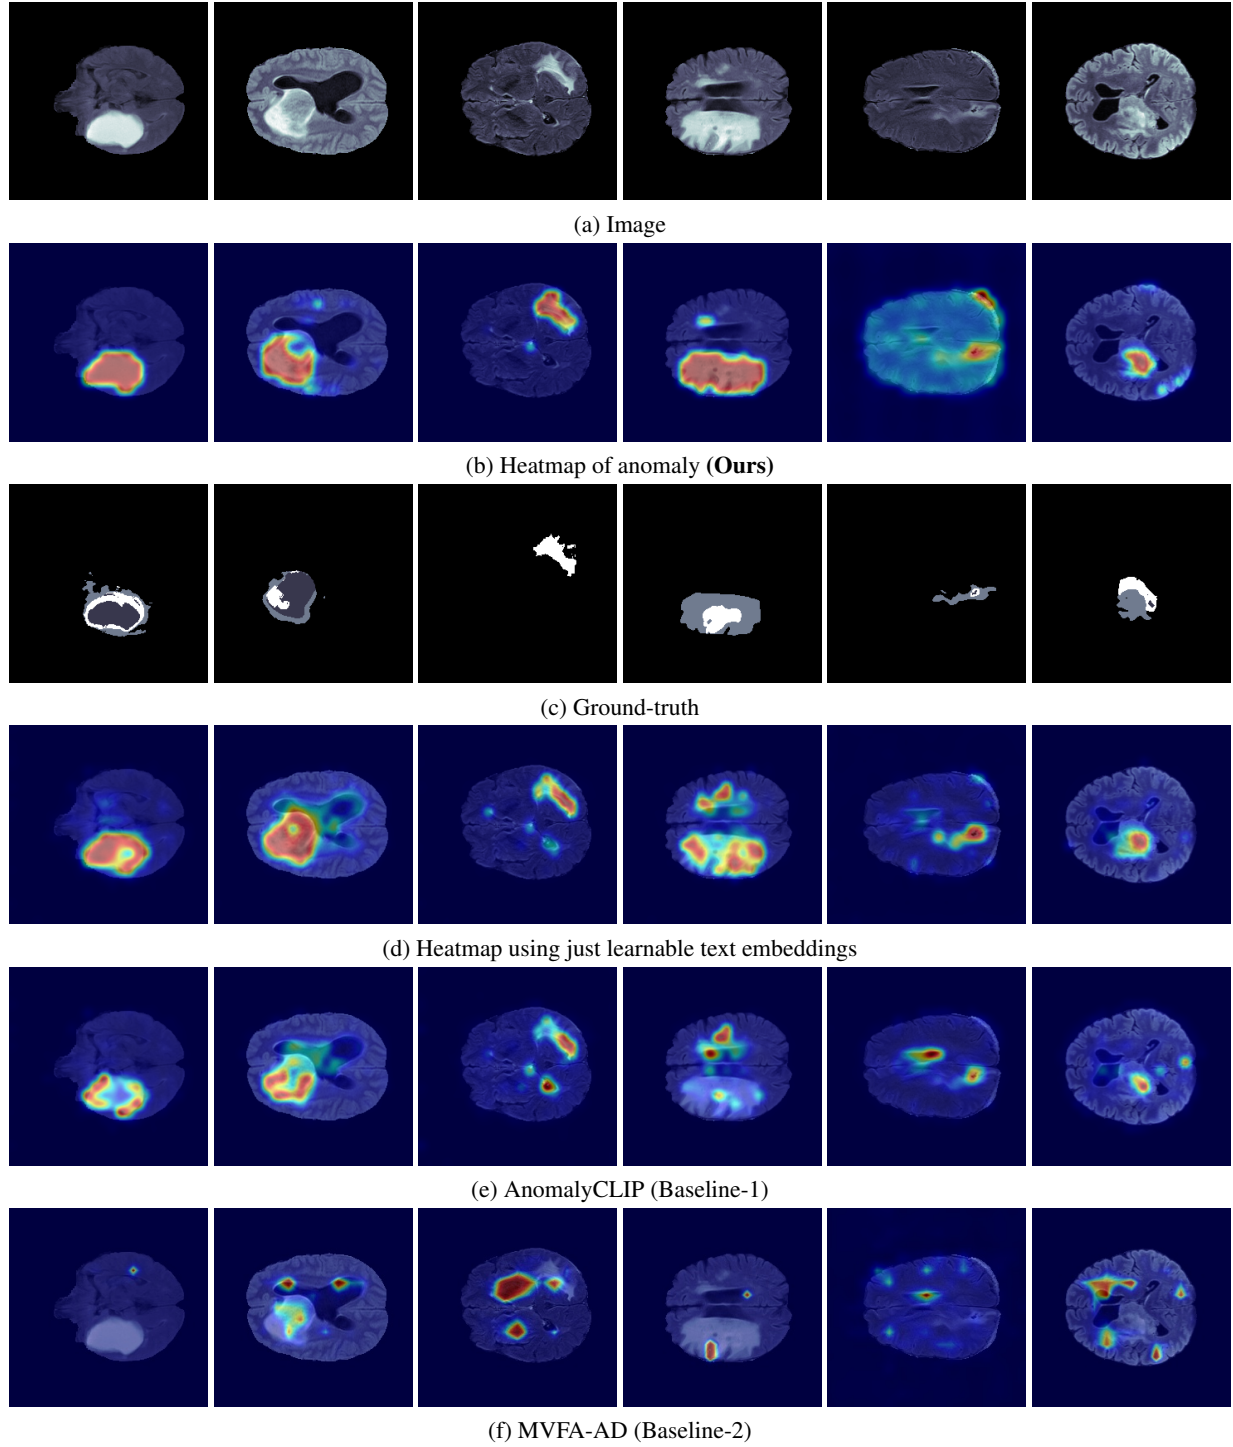 (a) Image
(b) Heatmap of anomaly (Ours)
(c) Ground-truth
(d) Heatmap using just learnable text embeddings
(e) AnomalyCLIP (Baseline-1)
(f) MVFA-AD (Baseline-2)